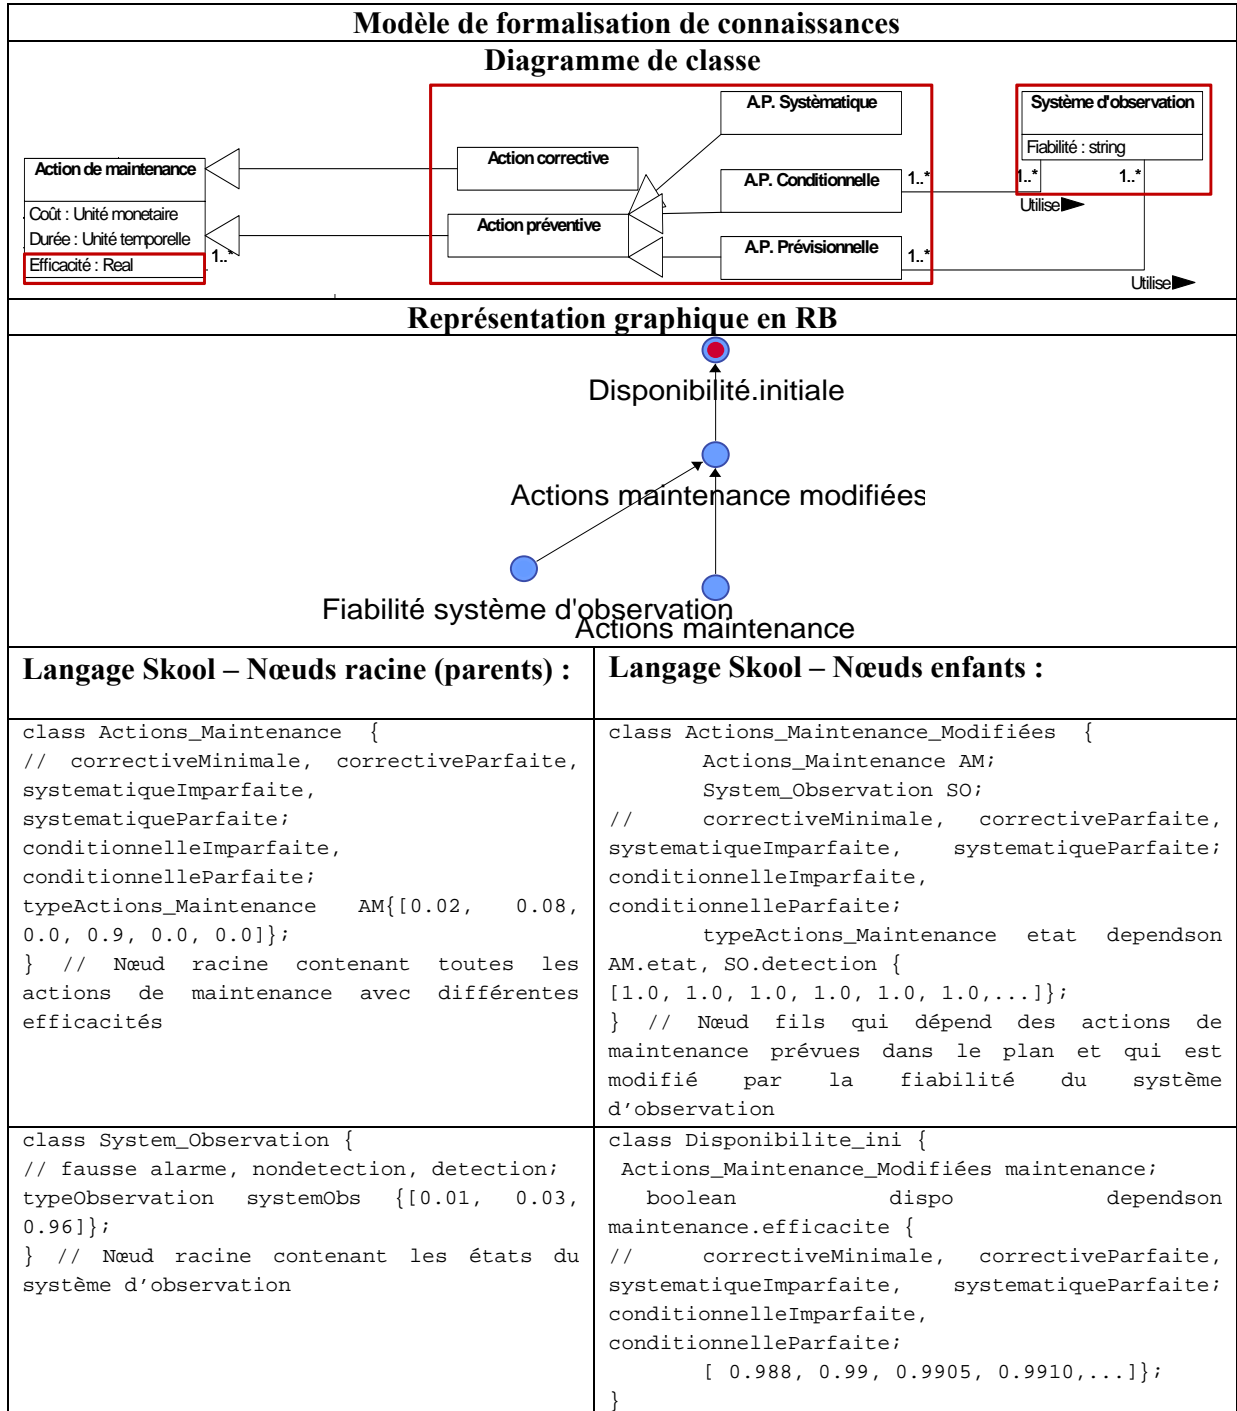 Modèle de formalisation de connaissances
Diagramme de classe
Action de maintenance
Coût : Unité monetaire
Durée : Unité temporelle
Efficacité : Real
1..*
Action corrective
Action préventive
A.P. Systèmatique
A.P. Conditionnelle
1..*
A.P. Prévisionnelle
1..*
Système d'observation
Fiabilité : string
1..*
1..*
Utilise
Utilise
Représentation graphique en RB
Disponibilité.initiale
Actions maintenance modifiées
Fiabilité système d'observation
Actions maintenance
Langage Skool – Nœuds racine (parents) :
class Actions_Maintenance {
// correctiveMinimale, correctiveParfaite,
systematiqueImparfaite,
systematiqueParfaite;
conditionnelleImparfaite,
conditionnelleParfaite;
typeActions_Maintenance AM{[0.02, 0.08,
0.0, 0.9, 0.0, 0.0]};
} // Nœud racine contenant toutes les
actions de maintenance avec différentes
efficacités
Langage Skool – Nœuds enfants :
class Actions_Maintenance_Modifiées {
Actions_Maintenance AM;
System_Observation SO;
// correctiveMinimale, correctiveParfaite,
systematiqueImparfaite, systematiqueParfaite;
conditionnelleImparfaite,
conditionnelleParfaite;
typeActions_Maintenance etat dependson
AM.etat, SO.detection {
[1.0, 1.0, 1.0, 1.0, 1.0, 1.0,...]};
} // Nœud fils qui dépend des actions de
maintenance prévues dans le plan et qui est
modifié par la fiabilité du système
d’observation
class System_Observation {
// fausse alarme, nondetection, detection;
typeObservation systemObs {[0.01, 0.03,
0.96]};
} // Nœud racine contenant les états du
système d’observation
class Disponibilite_ini {
Actions_Maintenance_Modifiées maintenance;
boolean dispo dependson
maintenance.efficacite {
// correctiveMinimale, correctiveParfaite,
systematiqueImparfaite, systematiqueParfaite;
conditionnelleImparfaite,
conditionnelleParfaite;
[ 0.988, 0.99, 0.9905, 0.9910,...]};
}